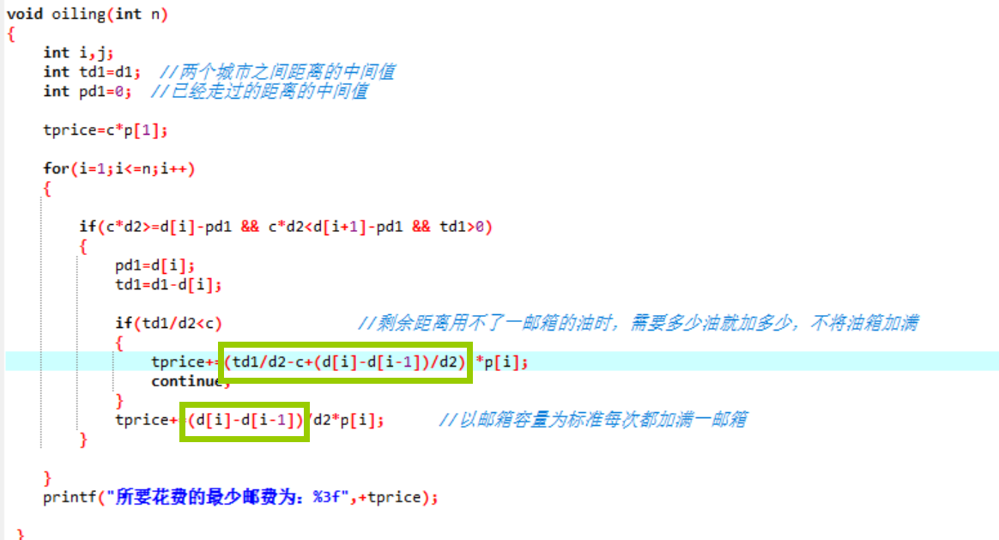 void oiling(int n)
{
int i,j;
int td1=d1; //两个城市之间距离的中间值
int pd1=0; //已经走过的距离的中间值
tprice=c*p[1];
for(i=1;i<=n;i++)
{
if(c*d2>=d[i]-pd1 && c*d2<d[i+1]-pd1 && td1>0)
{
pd1=d[i];
td1=d1-d[i];
if(td1/d2<c) //剩余距离用不了一邮箱的油时，需要多少油就加多少，不将油箱加满
{
tprice+=(td1/d2-c+(d[i]-d[i-1])/d2)*p[i];
continue;
}
tprice+=(d[i]-d[i-1])/d2*p[i]; //以邮箱容量为标准每次都加满一邮箱
}
}
printf("所要花费的最少邮费为：%3f",+tprice);
}